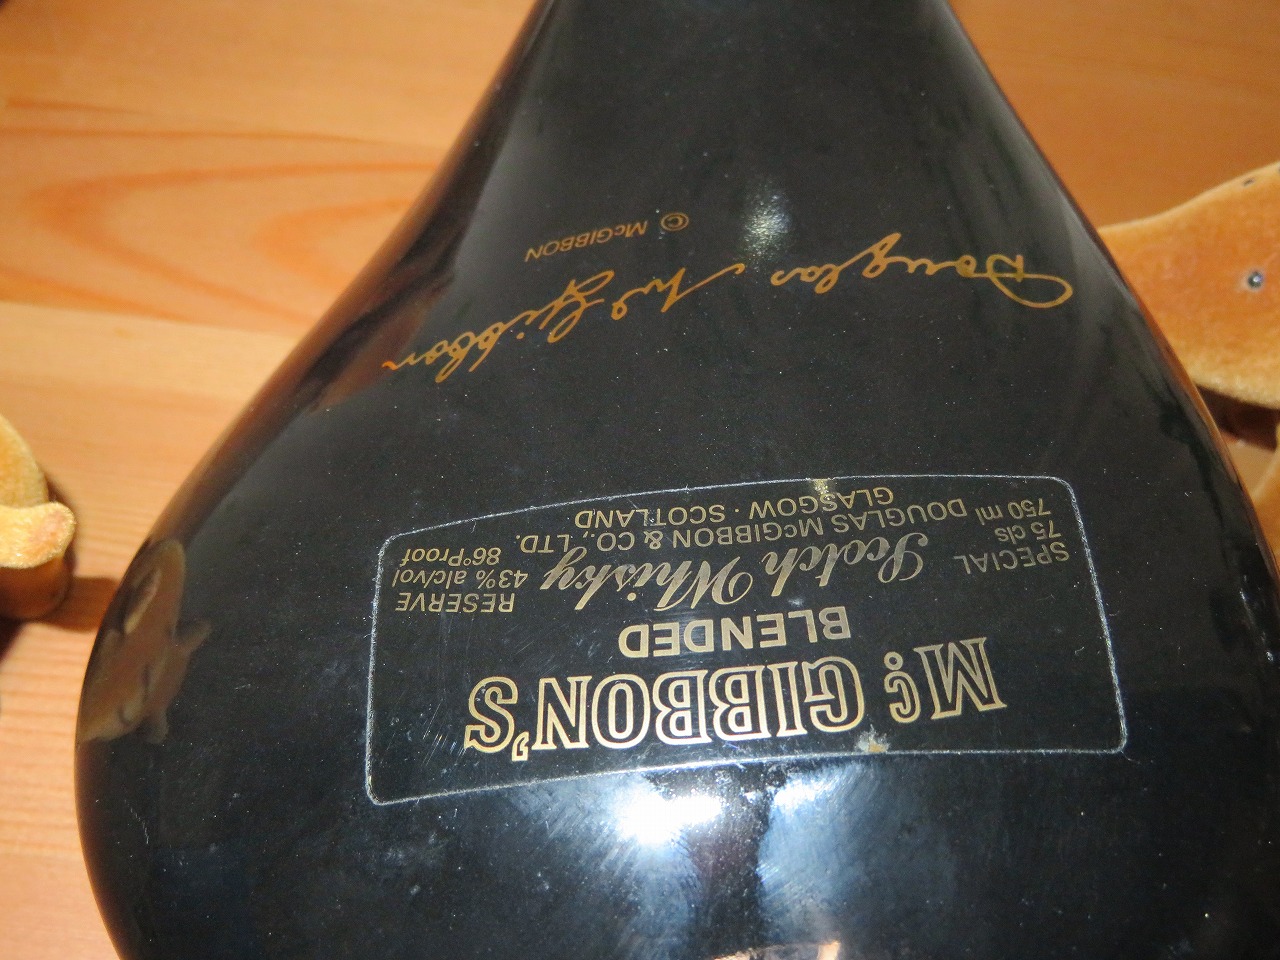 McGIBBON'S
BLENDED
Scotch Whisky
SPECIAL
75 cls
750 ml
RESERVE
43% alc/vol
86°Proof
DOUGLAS McGIBBON & CO., LTD.
GLASGOW · SCOTLAND
Douglas McGibbon
© McGIBBON